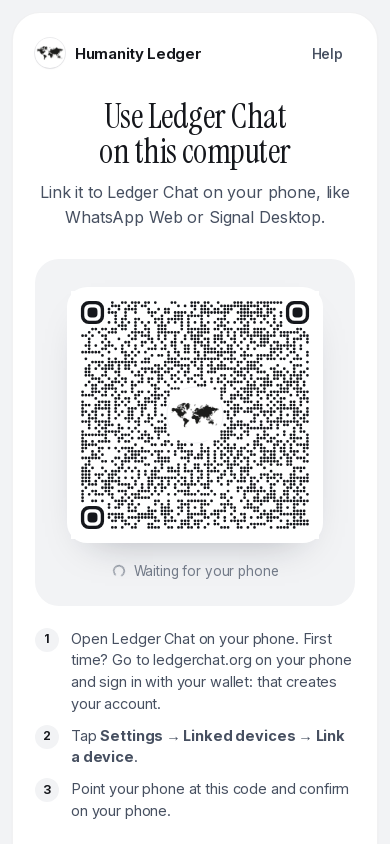 Humanity Ledger
Help
Use Ledger Chat
on this computer
Link it to Ledger Chat on your phone, like
WhatsApp Web or Signal Desktop.
Waiting for your phone
1 Open Ledger Chat on your phone. First
time? Go to ledgerchat.org on your phone
and sign in with your wallet: that creates
your account.
2 Tap Settings → Linked devices → Link
a device.
3 Point your phone at this code and confirm
on your phone.